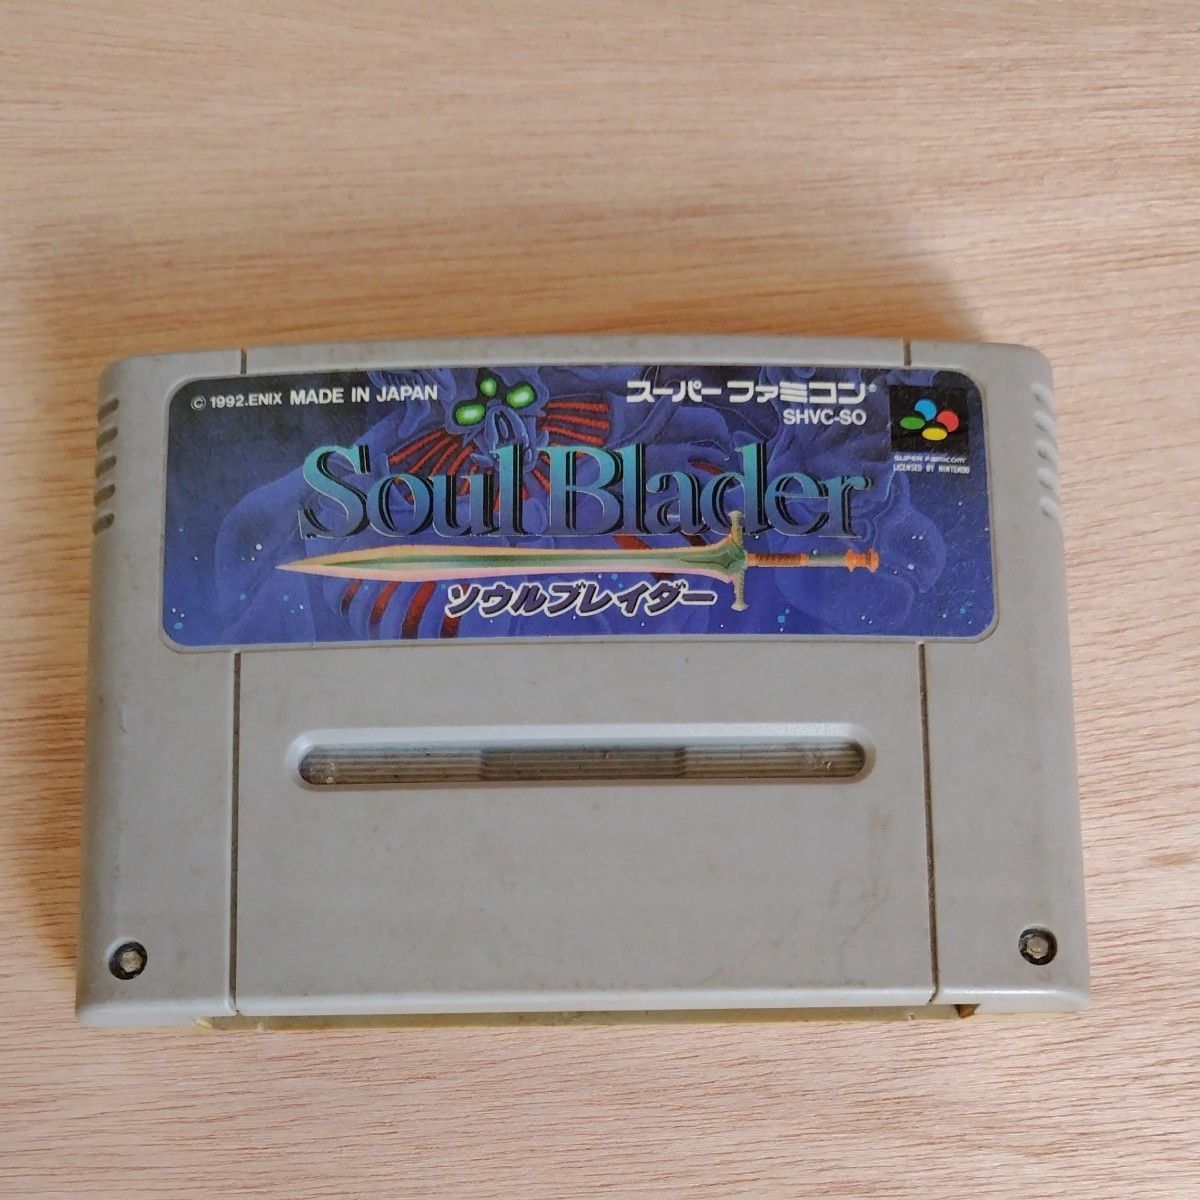 © 1992.ENIX MADE IN JAPAN
スーパーファミコン®
SHVC-SO
SUPER FAMICOM
LICENSED BY NINTENDO
Soul Blader
ソウルブレイダー